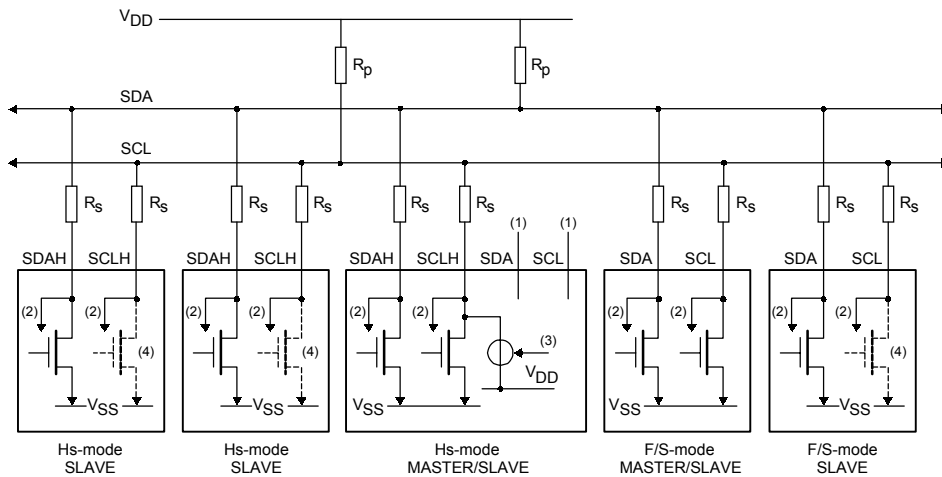 VDD
Rp Rp
SDA
SCL
Rs Rs Rs Rs Rs Rs Rs Rs Rs Rs
(1) (1)
SDAH SCLH SDAH SCLH SDAH SCLH SDA SCL SDA SCL SDA SCL
(2) (2) (2) (2) (2) (2) (2) (2) (2) (2)
(4) (4) (3) (4)
VDD
VSS VSS VSS VSS VSS
Hs-mode Hs-mode Hs-mode F/S-mode F/S-mode
SLAVE SLAVE MASTER/SLAVE MASTER/SLAVE SLAVE